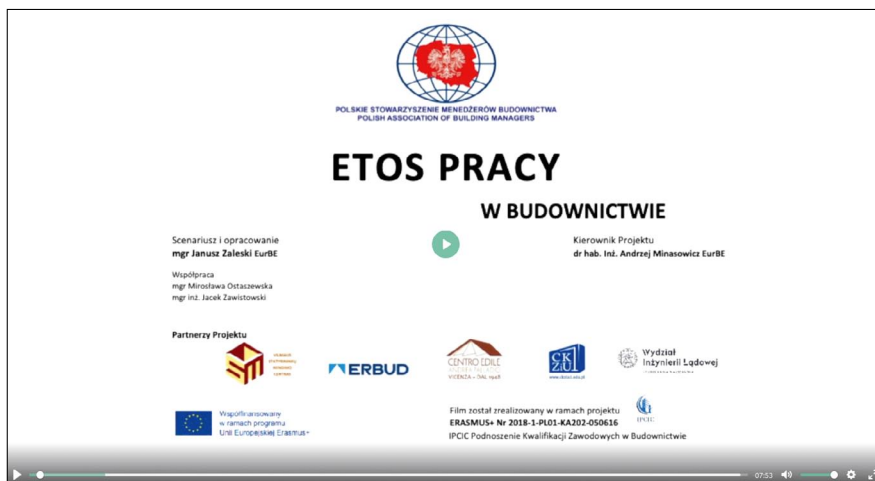 POLSKIE STOWARZYSZENIE MENEDŻERÓW BUDOWNICTWA
POLISH ASSOCIATION OF BUILDING MANAGERS
ETOS PRACY
W BUDOWNICTWIE
Scenariusz i opracowanie
mgr Janusz Zaleski EurBE
Kierownik Projektu
dr hab. Inż. Andrzej Minasowicz EurBE
Współpraca
mgr Mirosława Ostaszewska
mgr inż. Jacek Zawistowski
Partnerzy Projektu
ERBUD
CENTRO EDILE
ANDREA PALLADIO
VICENZA
CKZiU
Wydział
Inżynierii Lądowej
Współfinansowany
w ramach programu
Unii Europejskiej Erasmus+
Film został zrealizowany w ramach projektu
ERASMUS+ Nr 2018-1-PL01-KA202-050616
IPCIC Podnoszenie Kwalifikacji Zawodowych w Budownictwie
IPCIC
07:53